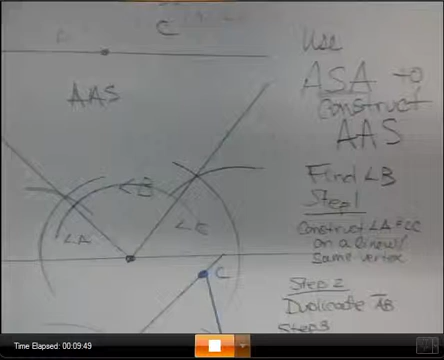 C
Use
ASA to
construct
AAS
AAS
Find ∠B
Step 1
∠B
∠A
∠C
Construct ∠A & ∠C
on a line w/
same vertex
C
Step 2
Duplicate AB
Step 3
Time Elapsed: 00:09:49